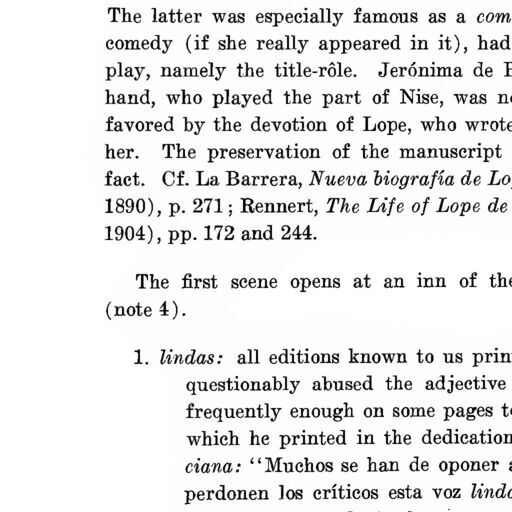 The latter was especially famous as a com
comedy (if she really appeared in it), had
play, namely the title-rôle. Jerónima de
hand, who played the part of Nise, was
favored by the devotion of Lope, who wrote
her. The preservation of the manuscript
fact. Cf. La Barrera, Nueva biografía de
1890), p. 271; Rennert, The Life of Lope de
1904), pp. 172 and 244.
The first scene opens at an inn of the
(note 4).
1. lindas: all editions known to us prin
questionably abused the adjective
frequently enough on some pages
which he printed in the dedication
ciana: "Muchos se han de oponer
perdonen los críticos esta voz